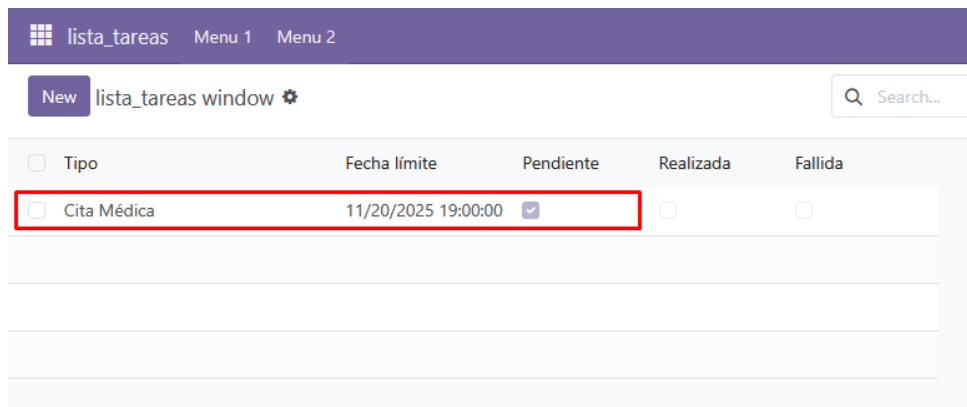 lista_tareas Menu 1 Menu 2
New lista_tareas window Search...
Tipo Fecha límite Pendiente Realizada Fallida
Cita Médica 11/20/2025 19:00:00